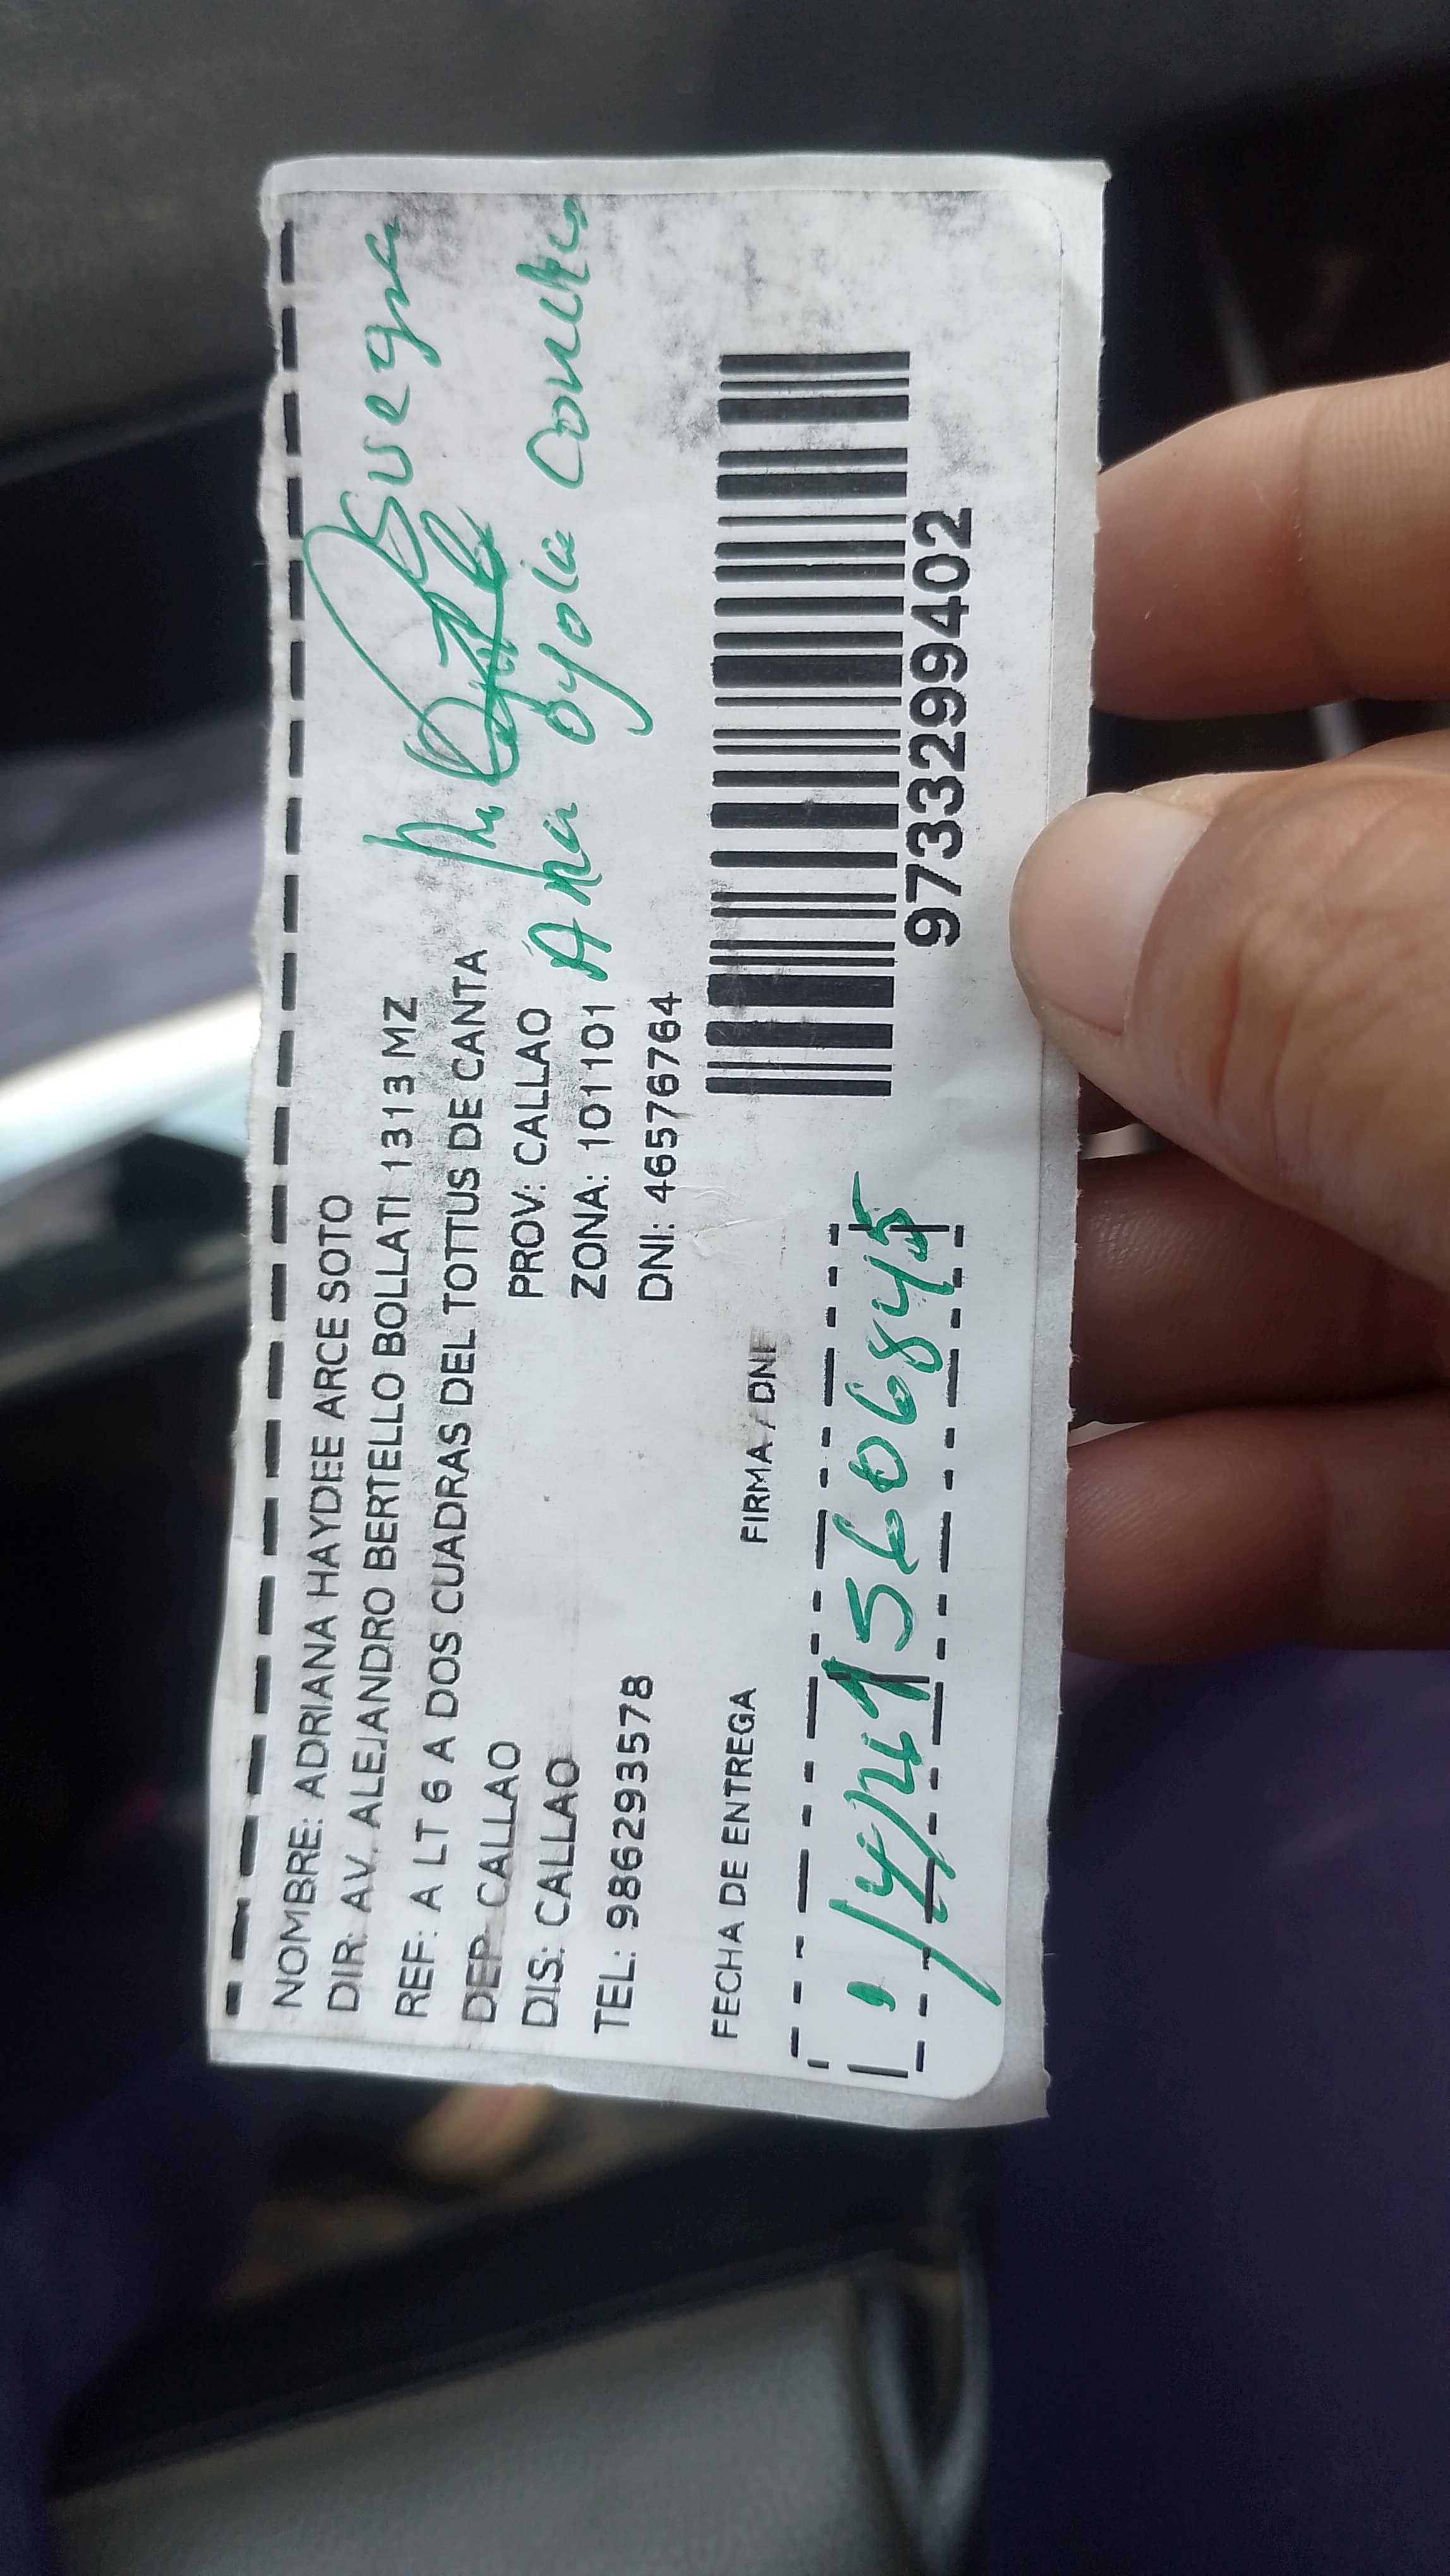 NOMBRE: ADRIANA HAYDEE ARCE SOTO
DIR: AV. ALEJANDRO BERTELLO BOLLATI 1313 MZ
REF: A LT 6 A DOS CUADRAS DEL TOTTUS DE CANTA
DEP: CALLAO PROV: CALLAO
DIS: CALLAO ZONA: 101101
TEL: 986293578 DNI: 46576764
Suegra
Ana Oyola
FECHA DE ENTREGA FIRMA / DNI
9733299402